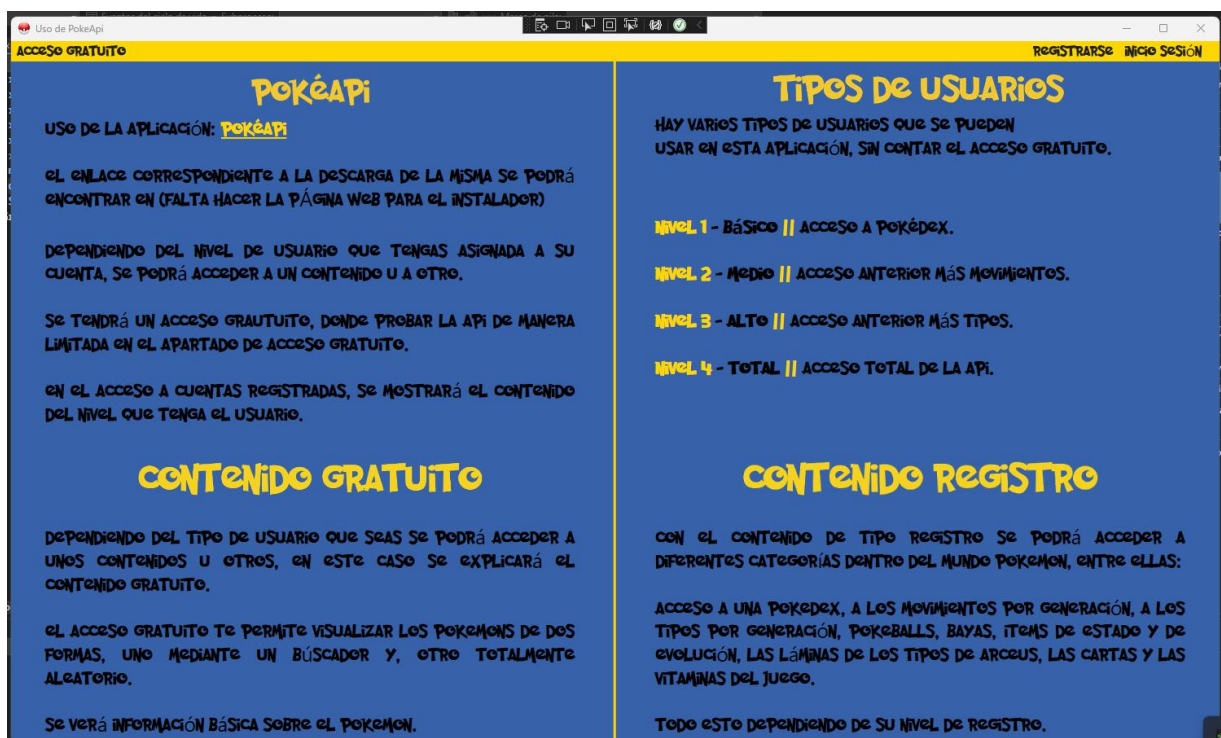 Uso de PokeApi
ACCESO GRATUITO
REGISTRARSE INICIO SESIÓN
POKéAPi
USO DE LA APLICACIÓN: POKéAPi
EL ENLACE CORRESPONDIENTE A LA DESCARGA DE LA MISMA SE PODRá
ENCONTRAR EN (FALTA HACER LA PÁGINA WEB PARA EL INSTALADOR)
DEPENDIENDO DEL NIVEL DE USUARIO QUE TENGAS ASIGNADA A SU
CUENTA, SE PODRá ACCEDER A UN CONTENIDO U A OTRO.
SE TENDRá UN ACCESO GRAUTUITO, DONDE PROBAR LA API DE MANERA
LIMITADA EN EL APARTADO DE ACCESO GRATUITO.
EN EL ACCESO A CUENTAS REGISTRADAS, SE MOSTRARá EL CONTENIDO
DEL NIVEL QUE TENGA EL USUARIO.
CONTENIDO GRATUITO
DEPENDIENDO DEL TIPO DE USUARIO QUE SEAS SE PODRá ACCEDER A
UNOS CONTENIDOS U OTROS, EN ESTE CASO SE EXPLICARá EL
CONTENIDO GRATUITO.
EL ACCESO GRATUITO TE PERMITE VISUALIZAR LOS POKEMONS DE DOS
FORMAS, UNO MEDIANTE UN BÚSCADOR Y, OTRO TOTALMENTE
ALEATORIO.
SE VERá INFORMACIÓN BáSICA SOBRE EL POKEMON.
TIPOS DE USUARIOS
HAY VARIOS TIPOS DE USUARIOS QUE SE PUEDEN
USAR EN ESTA APLICACIÓN, SIN CONTAR EL ACCESO GRATUITO.
NIVEL 1 - BáSICO || ACCESO A POKéDEX.
NIVEL 2 - MEDIO || ACCESO ANTERIOR MáS MOVIMIENTOS.
NIVEL 3 - ALTO || ACCESO ANTERIOR MáS TIPOS.
NIVEL 4 - TOTAL || ACCESO TOTAL DE LA API.
CONTENIDO REGISTRO
CON EL CONTENIDO DE TIPO REGISTRO SE PODRá ACCEDER A
DIFERENTES CATEGORÍAS DENTRO DEL MUNDO POKEMON, ENTRE ELLAS:
ACCESO A UNA POKEDEX, A LOS MOVIMIENTOS POR GENERACIÓN, A LOS
TIPOS POR GENERACIÓN, POKEBALLS, BAYAS, ITEMS DE ESTADO Y DE
EVOLUCIÓN, LAS LáMINAS DE LOS TIPOS DE ARCEUS, LAS CARTAS Y LAS
VITAMINAS DEL JUEGO.
TODO ESTO DEPENDIENDO DE SU NIVEL DE REGISTRO.